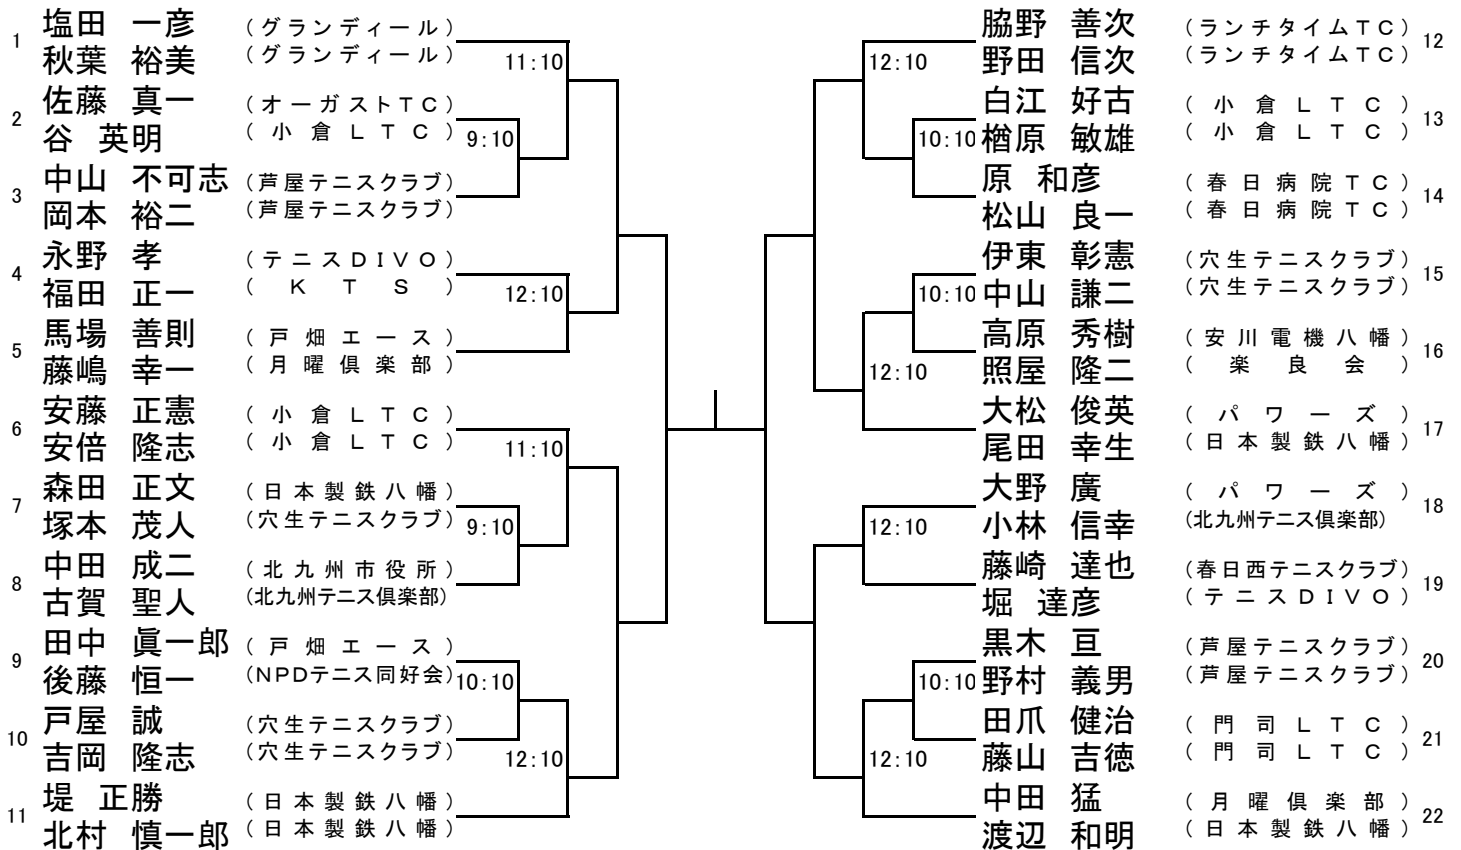 1
塩田 一彦 (グランディール)
秋葉 裕美 (グランディール)
11:10
2
佐藤 真一 (オーガストTC)
谷 英明 (小倉LTC)
9:10
3
中山 不可志 (芦屋テニスクラブ)
岡本 裕二 (芦屋テニスクラブ)
4
永野 孝 (テニスDIVO)
福田 正一 (KTS)
12:10
5
馬場 善則 (戸畑エース)
藤嶋 幸一 (月曜倶楽部)
6
安藤 正憲 (小倉LTC)
安倍 隆志 (小倉LTC)
11:10
7
森田 正文 (日本製鉄八幡)
塚本 茂人 (穴生テニスクラブ)
9:10
8
中田 成二 (北九州市役所)
古賀 聖人 (北九州テニス倶楽部)
9
田中 眞一郎 (戸畑エース)
後藤 恒一 (NPDテニス同好会)
10:10
10
戸屋 誠 (穴生テニスクラブ)
吉岡 隆志 (穴生テニスクラブ)
12:10
11
堤 正勝 (日本製鉄八幡)
北村 慎一郎 (日本製鉄八幡)
12
脇野 善次 (ランチタイムTC)
野田 信次 (ランチタイムTC)
12:10
13
白江 好古 (小倉LTC)
楢原 敏雄 (小倉LTC)
10:10
14
原 和彦 (春日病院TC)
松山 良一 (春日病院TC)
15
伊東 彰憲 (穴生テニスクラブ)
中山 謙二 (穴生テニスクラブ)
10:10
16
高原 秀樹 (安川電機八幡)
照屋 隆二 (楽良会)
12:10
17
大松 俊英 (パワーズ)
尾田 幸生 (日本製鉄八幡)
18
大野 廣 (パワーズ)
小林 信幸 (北九州テニス倶楽部)
12:10
19
藤崎 達也 (春日西テニスクラブ)
堀 達彦 (テニスDIVO)
20
黒木 亘 (芦屋テニスクラブ)
野村 義男 (芦屋テニスクラブ)
10:10
21
田爪 健治 (門司LTC)
藤山 吉徳 (門司LTC)
12:10
22
中田 猛 (月曜倶楽部)
渡辺 和明 (日本製鉄八幡)